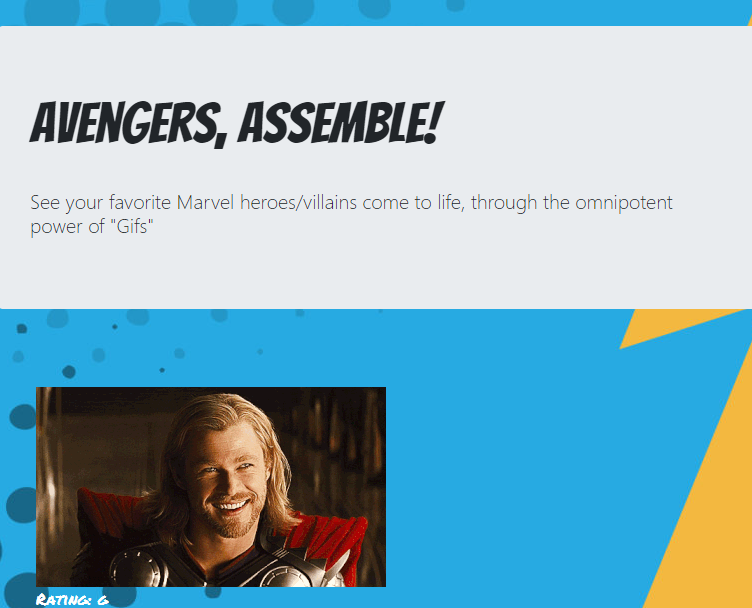 AVENGERS, ASSEMBLE!
See your favorite Marvel heroes/villains come to life, through the omnipotent
power of "Gifs"
Rating: g